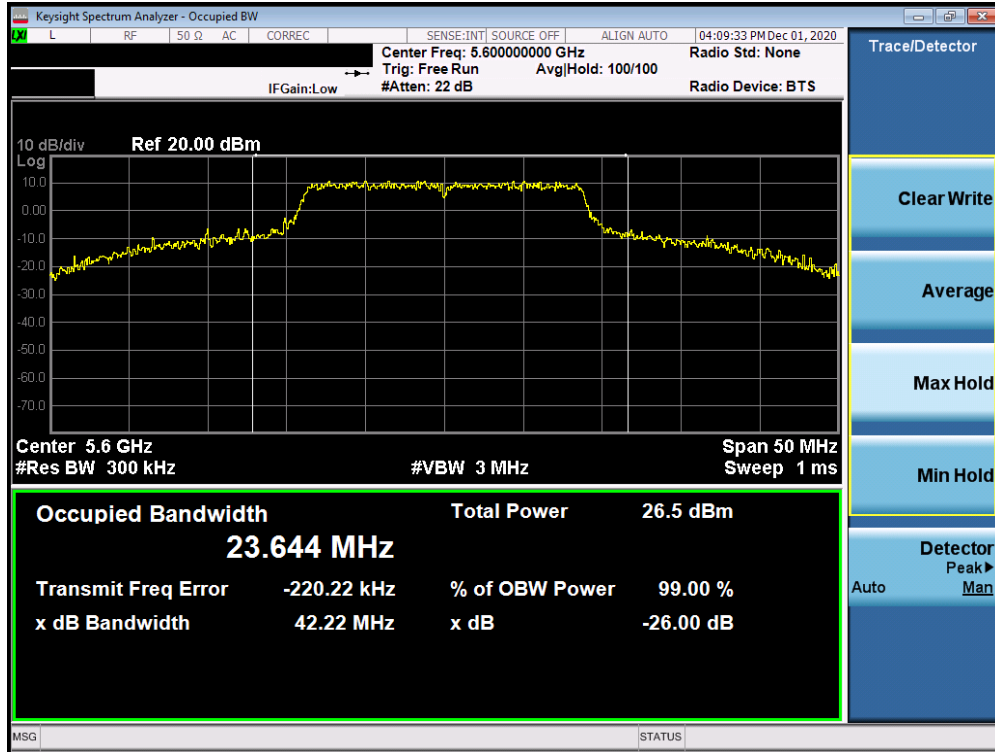 Keysight Spectrum Analyzer - Occupied BW
LXI L RF 50 Ω AC CORREC SENSE:INT SOURCE OFF ALIGN AUTO 04:09:33 PM Dec 01, 2020
Center Freq: 5.600000000 GHz Radio Std: None
Trig: Free Run Avg|Hold: 100/100
IFGain:Low #Atten: 22 dB Radio Device: BTS
10 dB/div Ref 20.00 dBm
Log
10.0
0.00
-10.0
-20.0
-30.0
-40.0
-50.0
-60.0
-70.0
Center 5.6 GHz Span 50 MHz
#Res BW 300 kHz #VBW 3 MHz Sweep 1 ms
Occupied Bandwidth Total Power 26.5 dBm
23.644 MHz
Transmit Freq Error -220.22 kHz % of OBW Power 99.00 %
x dB Bandwidth 42.22 MHz x dB -26.00 dB
Trace/Detector
Clear Write
Average
Max Hold
Min Hold
Detector
Peak▶
Auto Man
MSG STATUS